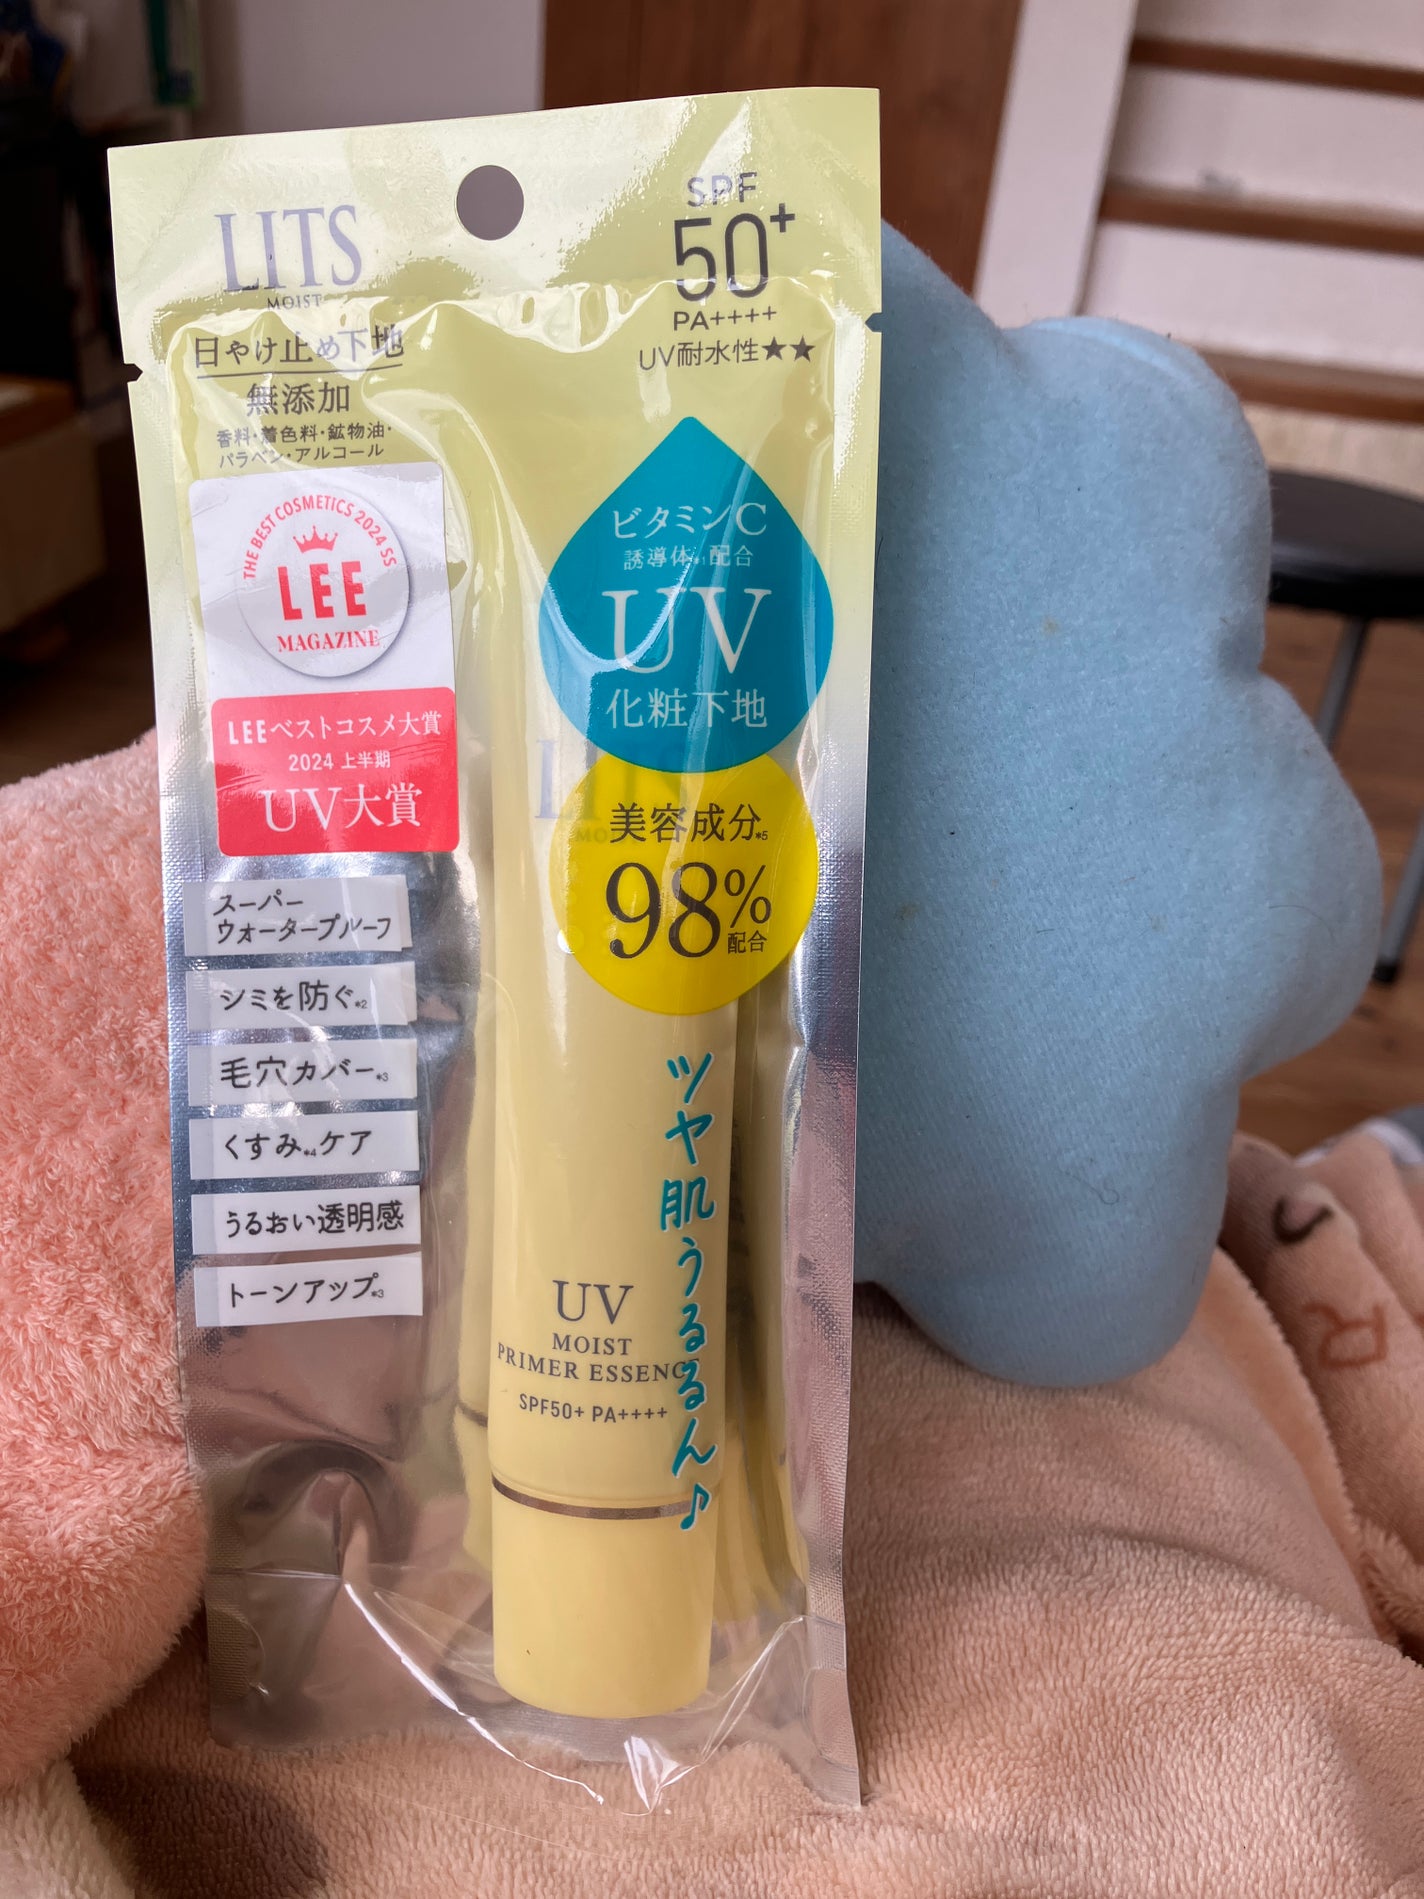 LITS
MOIST
日やけ止め下地
無添加
香料・着色料・鉱物油・
パラベン・アルコール
SPF
50+
PA++++
UV耐水性★★
THE BEST COSMETICS 2024 SS
LEE
MAGAZINE
LEEベストコスメ大賞
2024 上半期
UV大賞
スーパー
ウォータープルーフ
シミを防ぐ*2
毛穴カバー*3
くすみ*4ケア
うるおい透明感
トーンアップ*3
ビタミンC
誘導体*1配合
UV
化粧下地
美容成分*5
98%
配合
ツヤ肌うるるん♪
UV
MOIST
PRIMER ESSENCE
SPF50+ PA++++